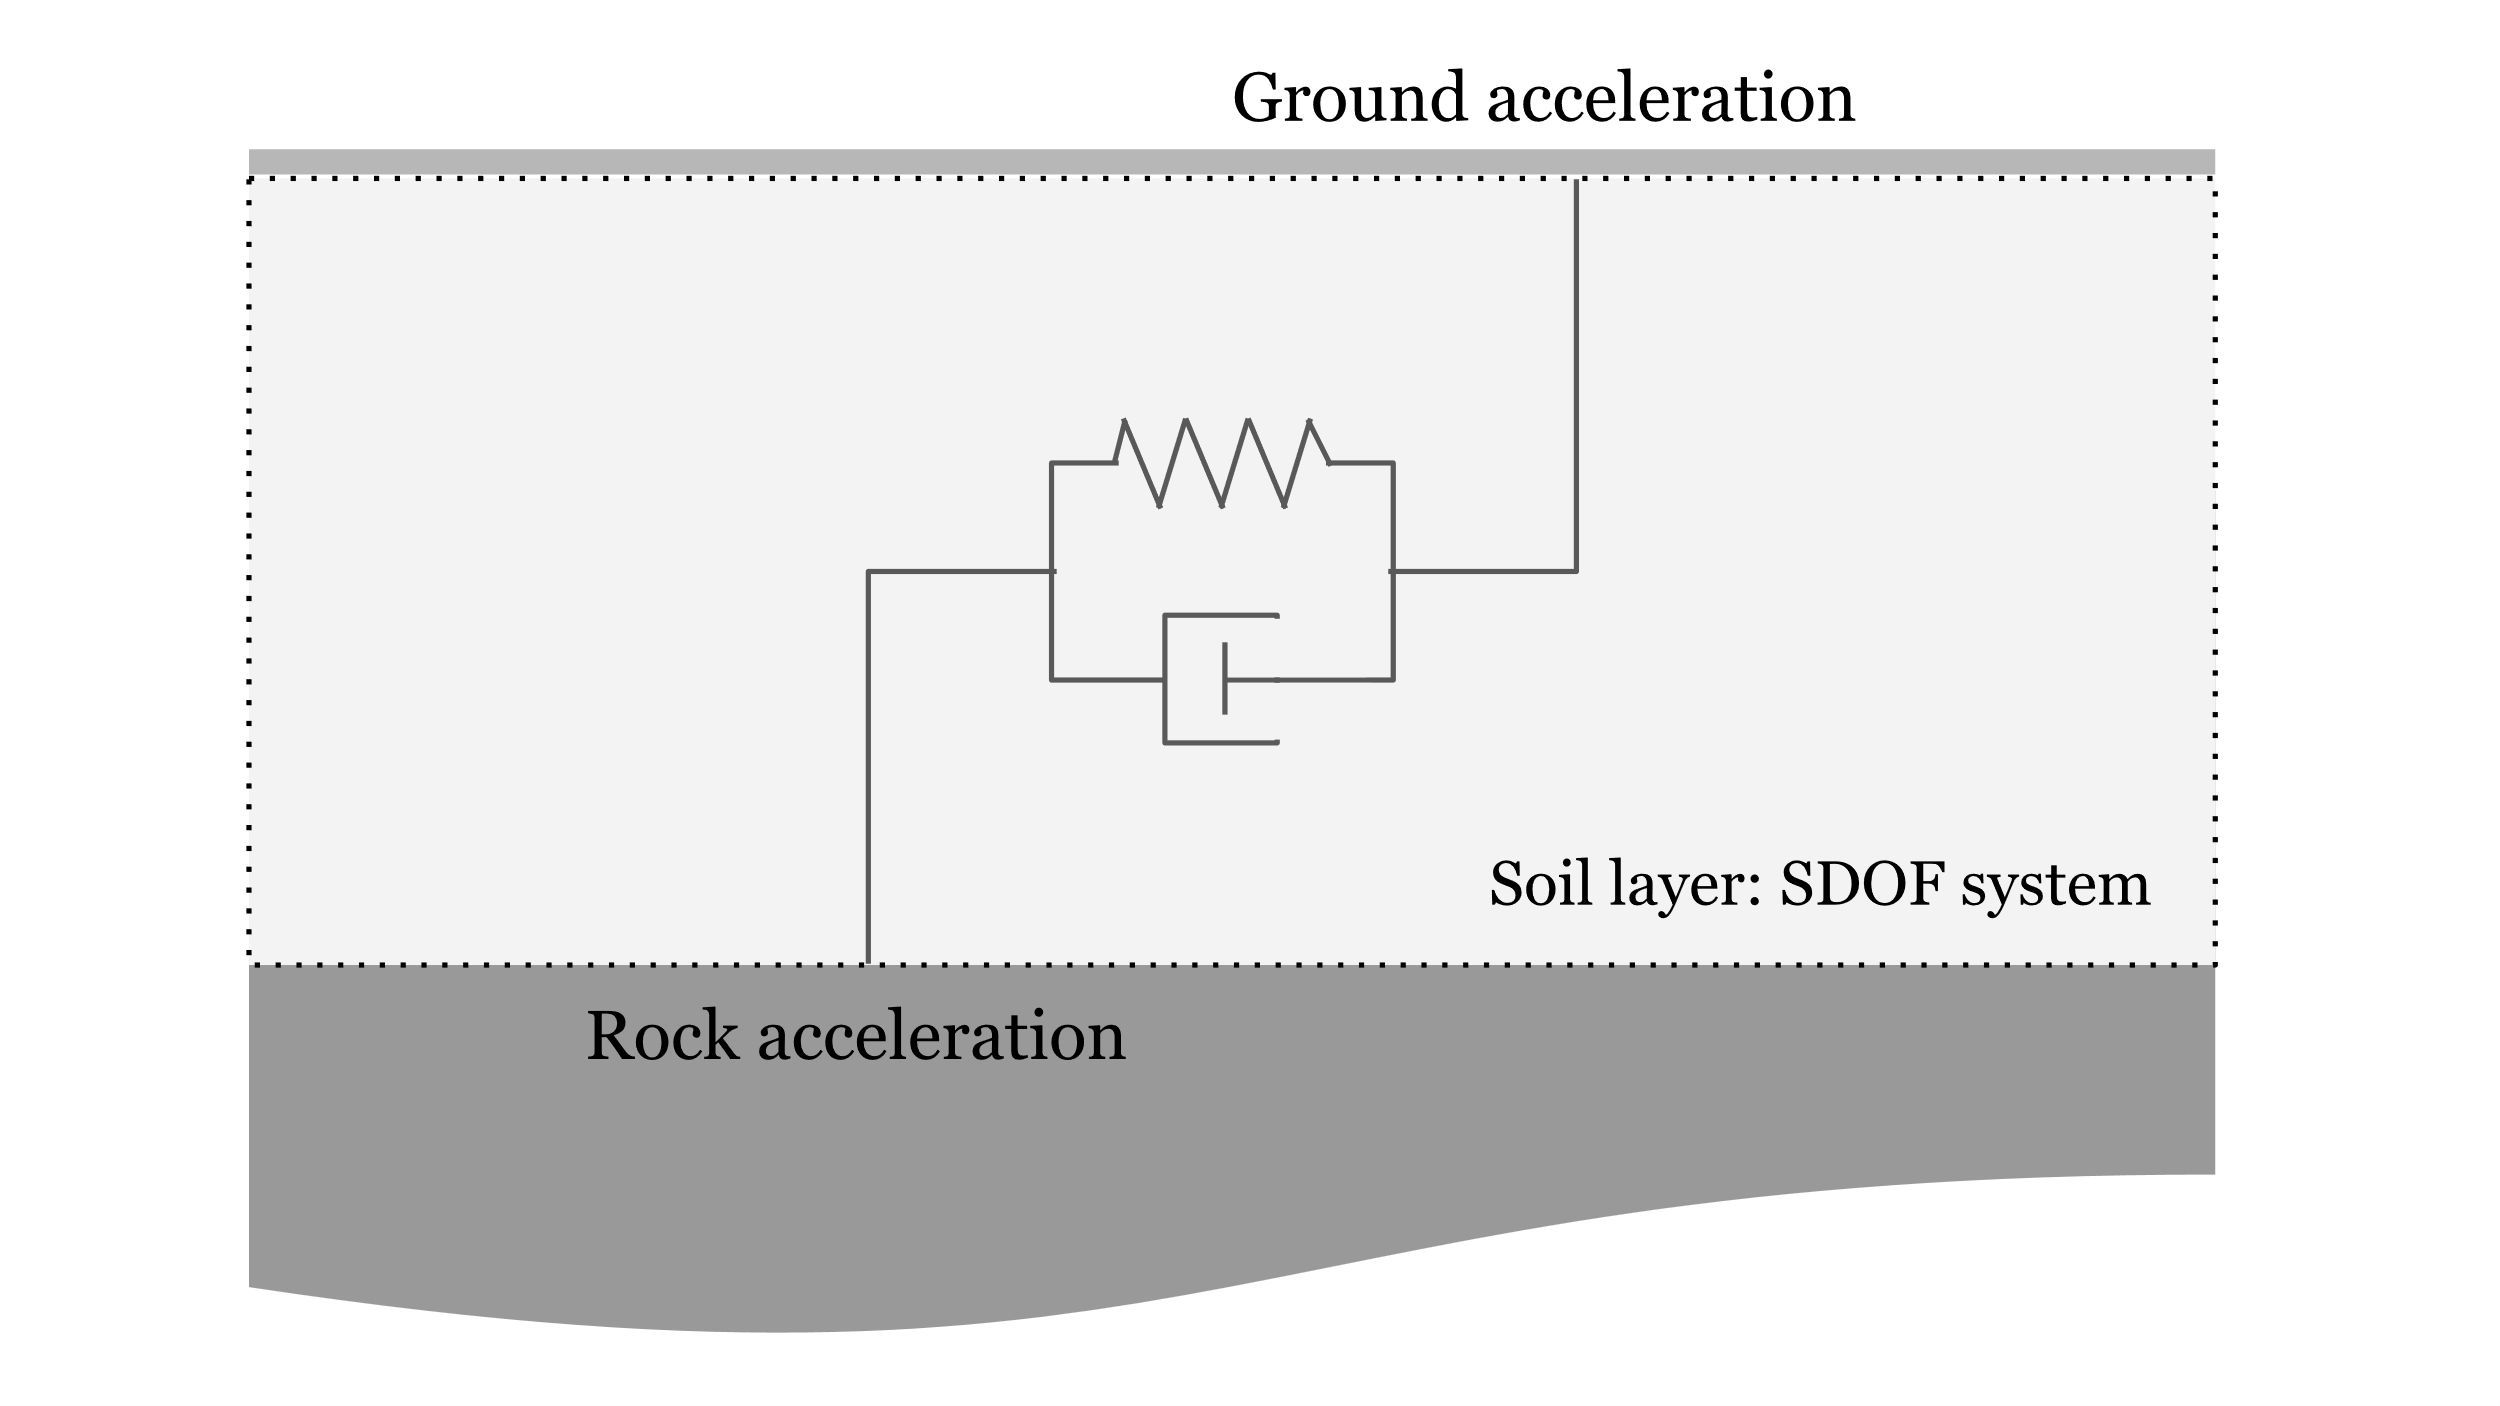 Ground acceleration
Soil layer: SDOF system
Rock acceleration